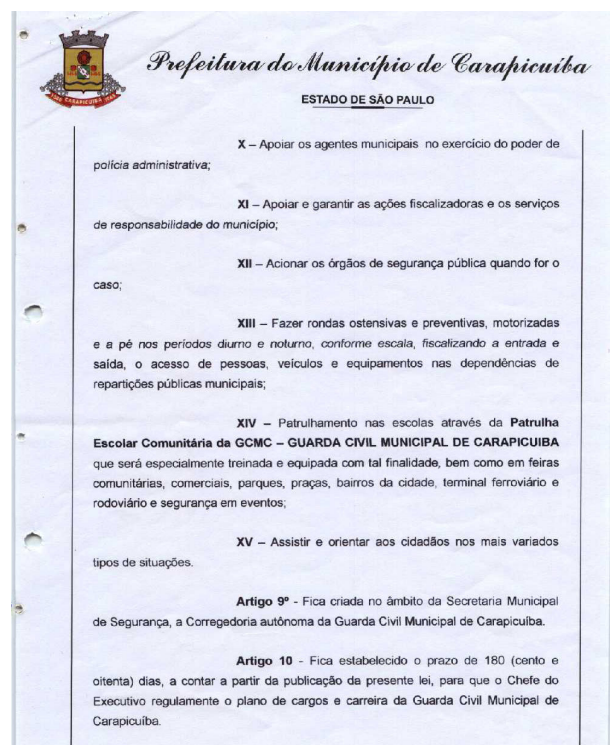 Prefeitura do Município de Carapicuíba
ESTADO DE SÃO PAULO
X – Apoiar os agentes municipais no exercício do poder de
polícia administrativa;
XI – Apoiar e garantir as ações fiscalizadoras e os serviços
de responsabilidade do município;
XII – Acionar os órgãos de segurança pública quando for o
caso;
XIII – Fazer rondas ostensivas e preventivas, motorizadas
e a pé nos períodos diurno e noturno, conforme escala, fiscalizando a entrada e
saída, o acesso de pessoas, veículos e equipamentos nas dependências de
repartições públicas municipais;
XIV – Patrulhamento nas escolas através da Patrulha
Escolar Comunitária da GCMC – GUARDA CIVIL MUNICIPAL DE CARAPICUIBA
que será especialmente treinada e equipada com tal finalidade, bem como em feiras
comunitárias, comerciais, parques, praças, bairros da cidade, terminal ferroviário e
rodoviário e segurança em eventos;
XV – Assistir e orientar aos cidadãos nos mais variados
tipos de situações.
Artigo 9º - Fica criada no âmbito da Secretaria Municipal
de Segurança, a Corregedoria autônoma da Guarda Civil Municipal de Carapicuíba.
Artigo 10 - Fica estabelecido o prazo de 180 (cento e
oitenta) dias, a contar a partir da publicação da presente lei, para que o Chefe do
Executivo regulamente o plano de cargos e carreira da Guarda Civil Municipal de
Carapicuíba.